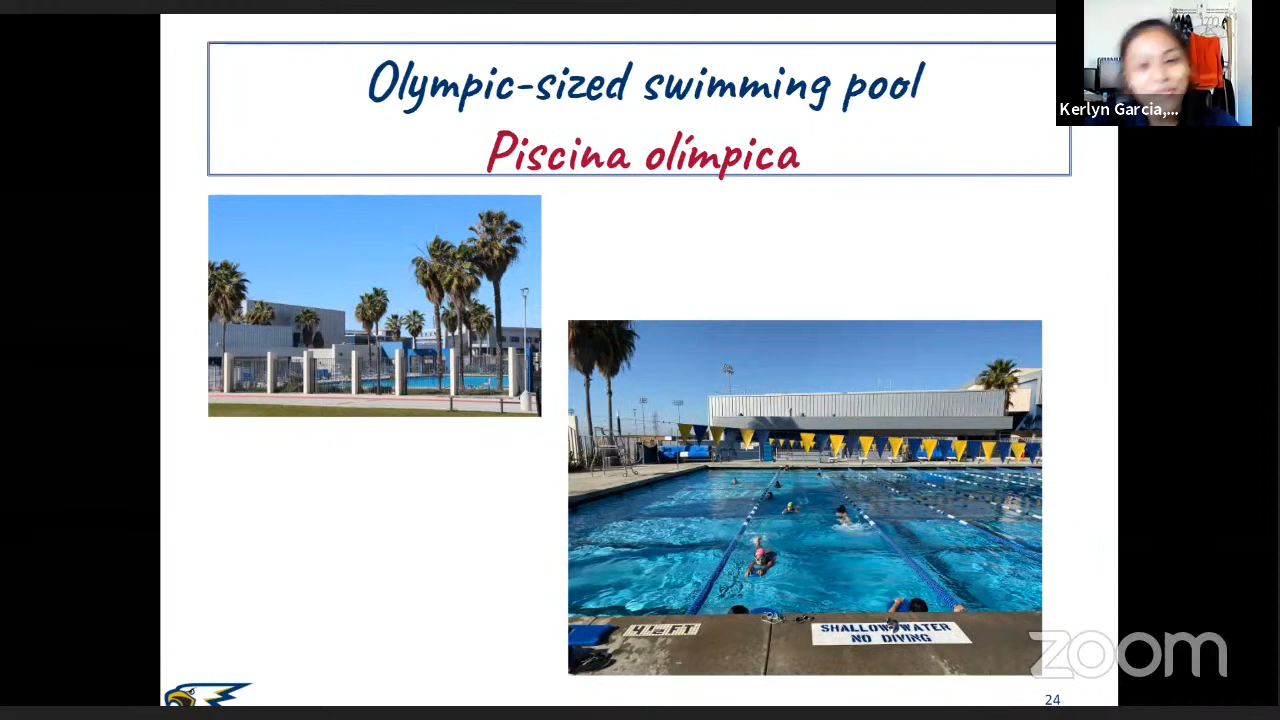 Olympic-sized swimming pool
Piscina olímpica
Kerlyn Garcia,...
SHALLOW WATER
NO DIVING
zoom
24